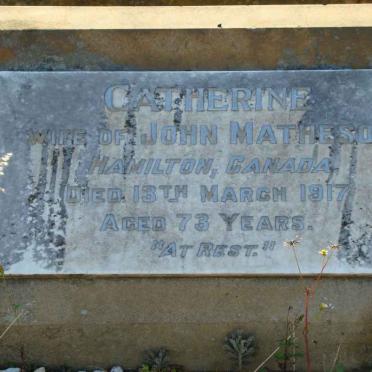 CATHERINE
WIFE OF JOHN MATHESO
HAMILTON, CANADA,
DIED 13TH MARCH 1917
AGED 73 YEARS.
"AT REST."